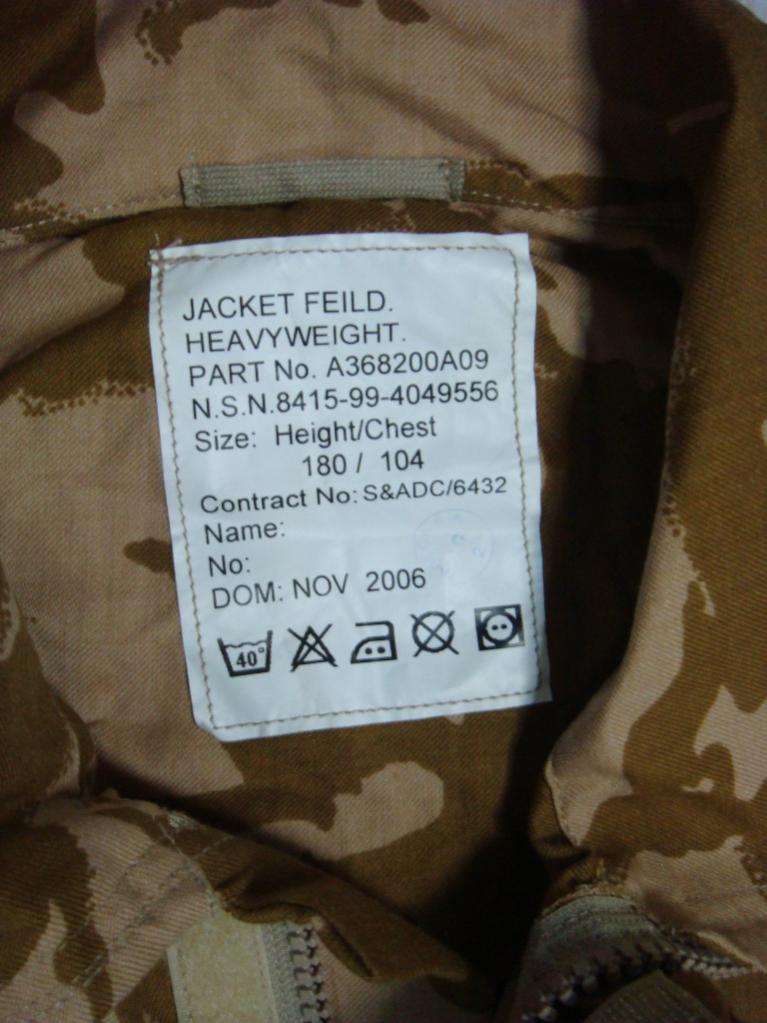 JACKET FEILD.
HEAVYWEIGHT.
PART No. A368200A09
N.S.N.8415-99-4049556
Size: Height/Chest
180 / 104
Contract No: S&ADC/6432
Name:
No:
DOM: NOV 2006
40°